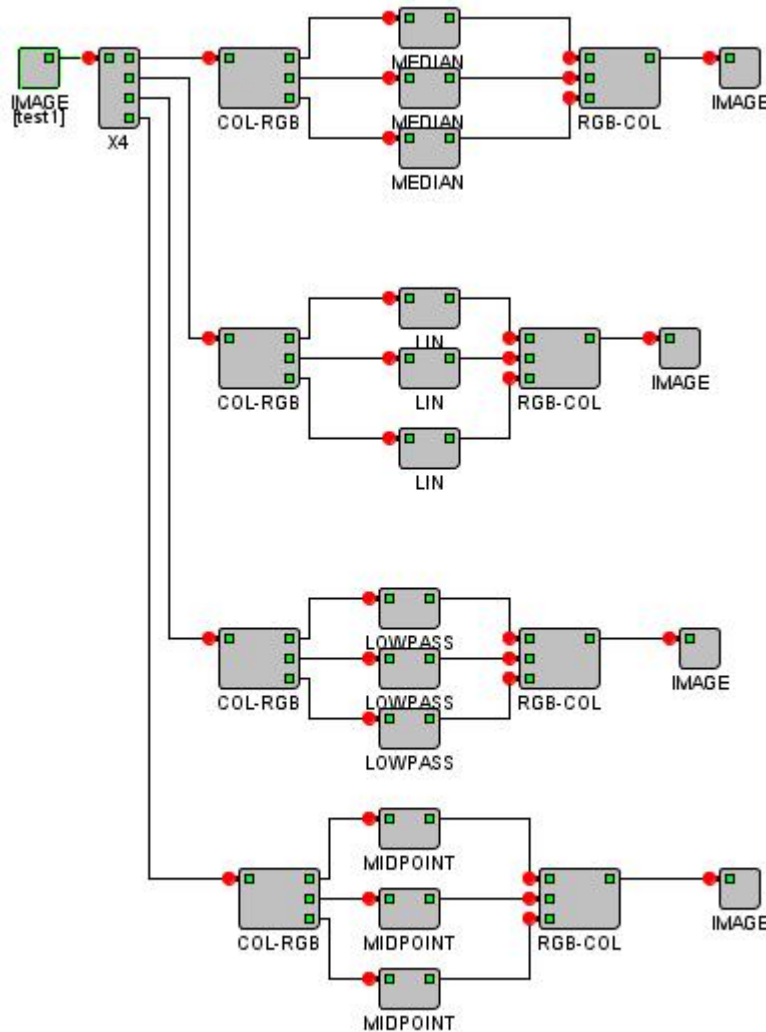 MEDIAN
IMAGE
[test1]
X4
COL-RGB
MEDIAN
RGB-COL
IMAGE
MEDIAN
LIN
COL-RGB
LIN
RGB-COL
IMAGE
LIN
LOWPASS
COL-RGB
LOWPASS
RGB-COL
IMAGE
LOWPASS
MIDPOINT
COL-RGB
MIDPOINT
RGB-COL
IMAGE
MIDPOINT